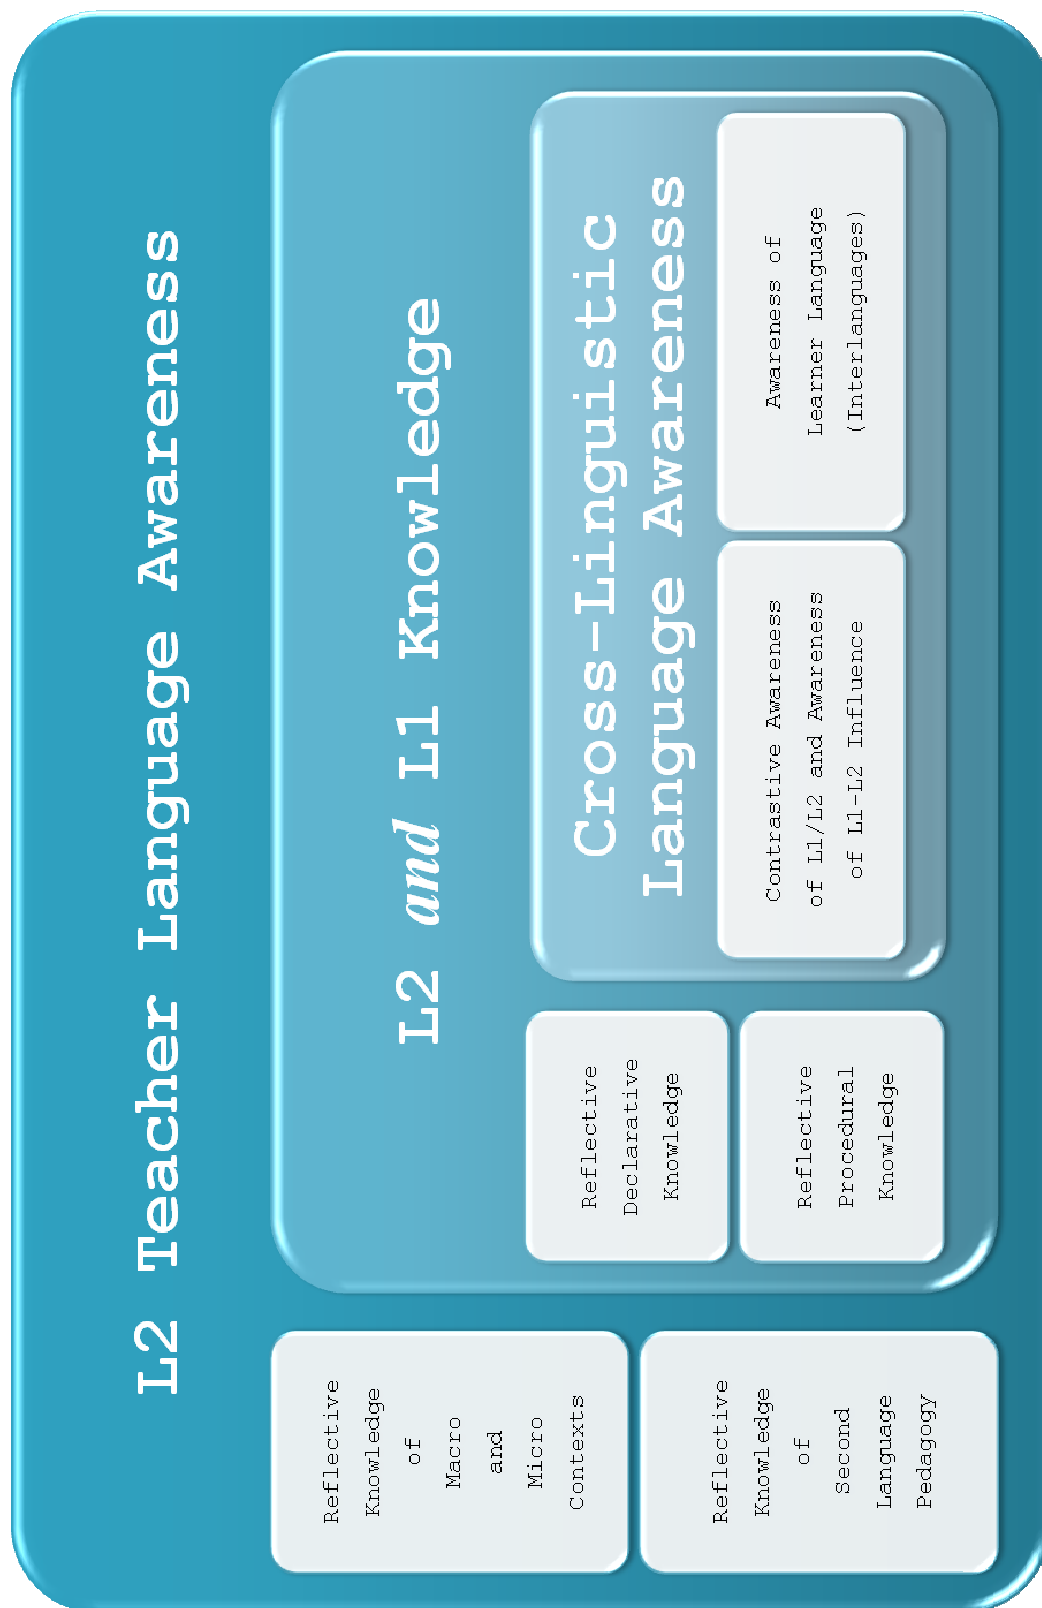 L2 Teacher Language Awareness
Reflective
Knowledge
of
Macro
and
Micro
Contexts
Reflective
Knowledge
of
Second
Language
Pedagogy
L2 and L1 Knowledge
Reflective
Declarative
Knowledge
Reflective
Procedural
Knowledge
Cross-Linguistic
Language Awareness
Contrastive Awareness
of L1/L2 and Awareness
of L1-L2 Influence
Awareness of
Learner Language
(Interlanguages)